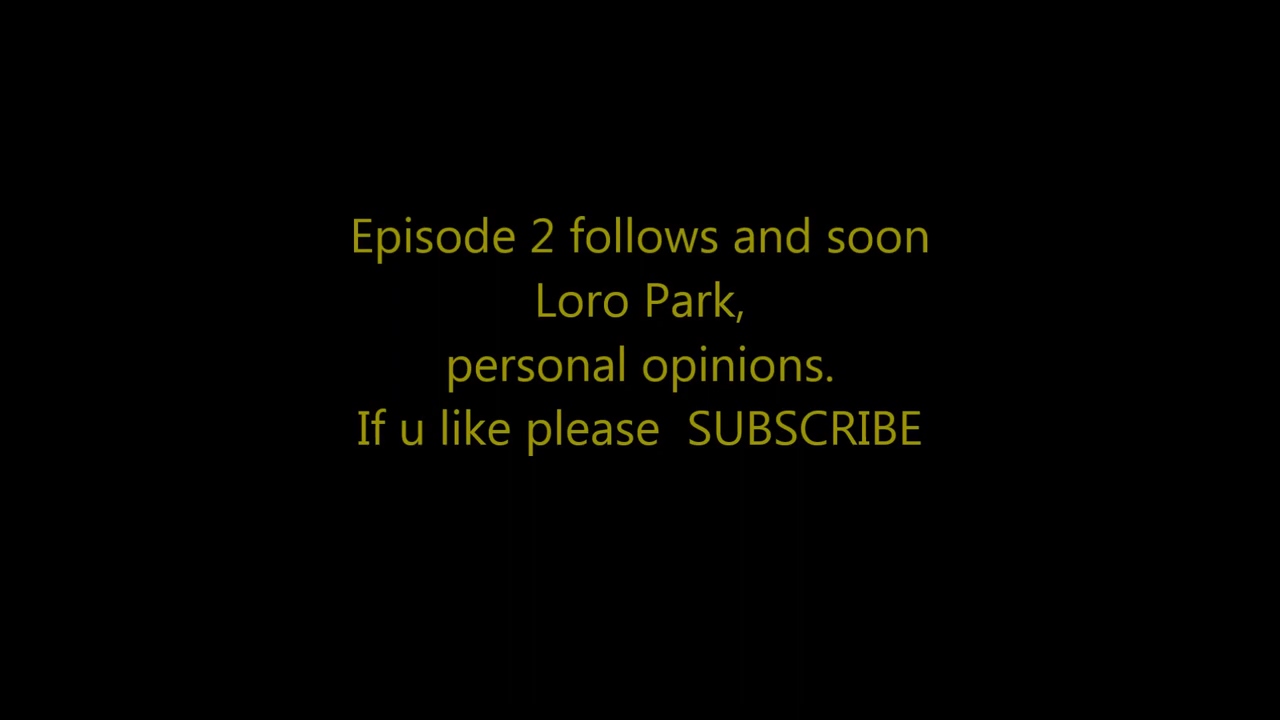 Episode 2 follows and soon
Loro Park,
personal opinions.
If u like please  SUBSCRIBE